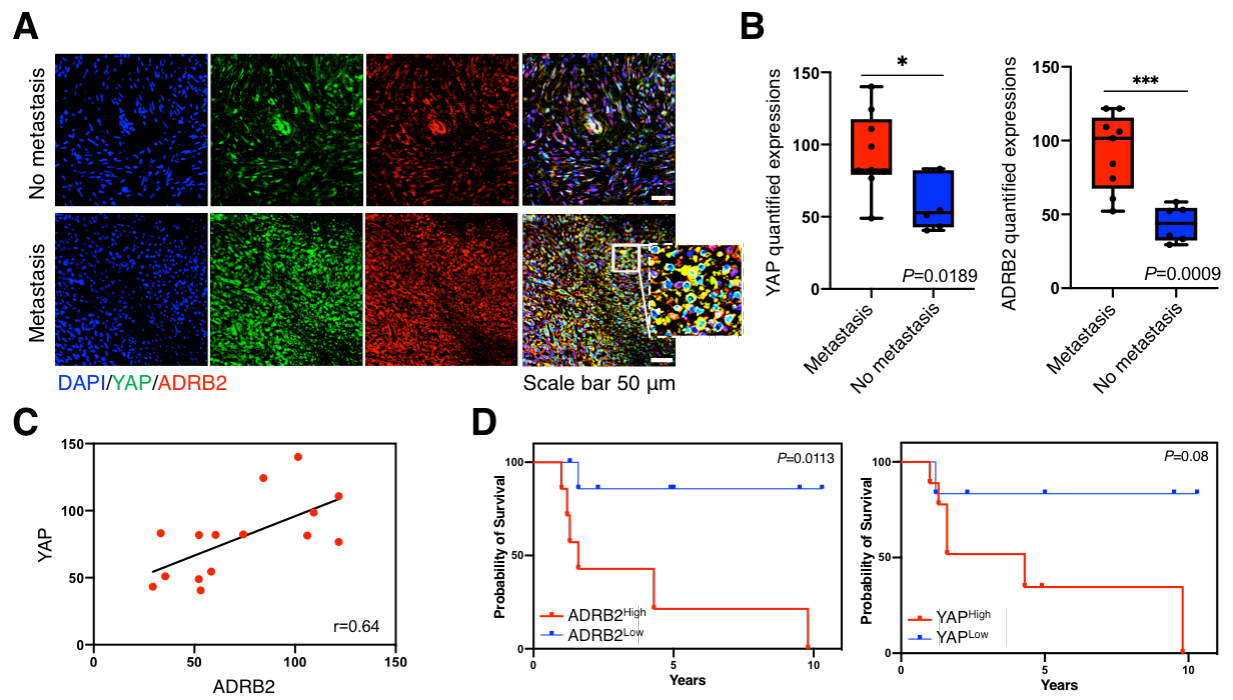 A
No metastasis
Metastasis
DAPI/YAP/ADRB2
Scale bar 50 µm
B
YAP quantified expressions
150
100
50
0
*
P=0.0189
Metastasis
No metastasis
ADRB2 quantified expressions
150
100
50
0
***
P=0.0009
Metastasis
No metastasis
C
YAP
150
100
50
0
r=0.64
0
50
100
150
ADRB2
D
Probability of Survival
100
50
0
P=0.0113
ADRB2High
ADRB2Low
0
5
10
Years
Probability of Survival
100
50
0
P=0.08
YAPHigh
YAPLow
0
5
10
Years